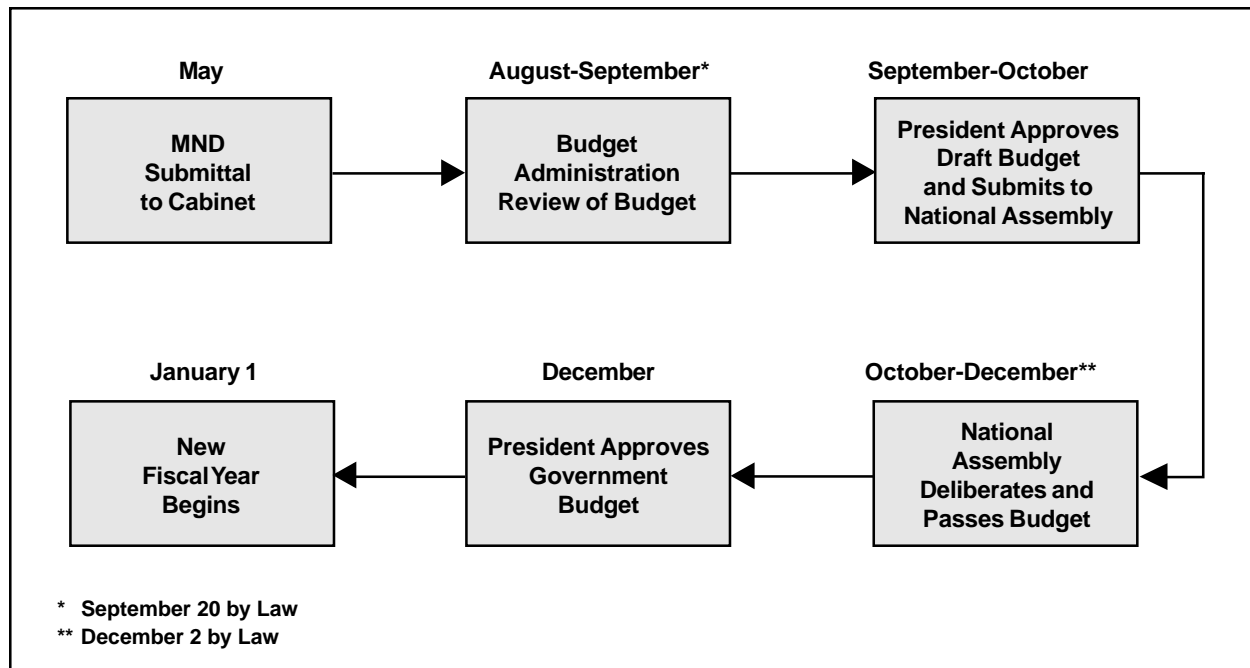 May
MND
Submittal
to Cabinet
August-September*
Budget
Administration
Review of Budget
September-October
President Approves
Draft Budget
and Submits to
National Assembly
October-December**
National
Assembly
Deliberates and
Passes Budget
December
President Approves
Government
Budget
January 1
New
Fiscal Year
Begins
* September 20 by Law
** December 2 by Law